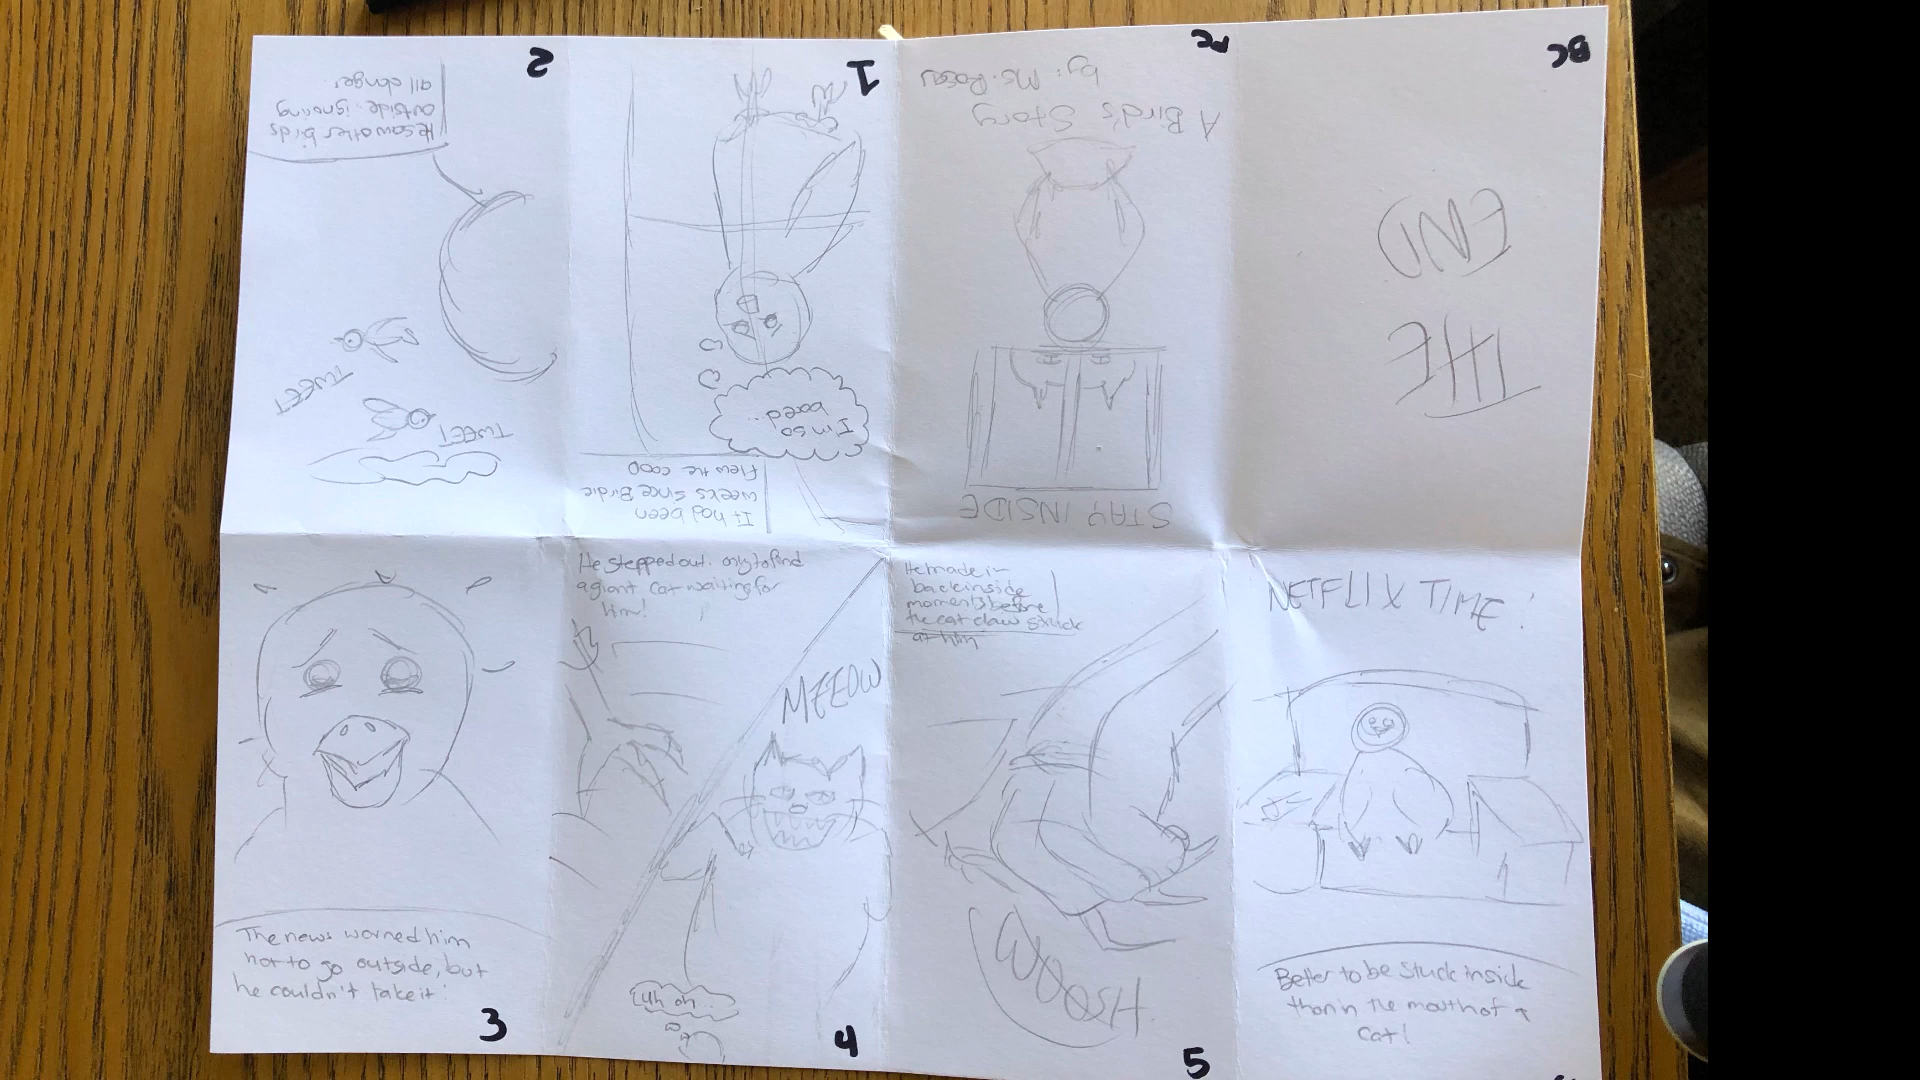 BC
THE
END
FC
STAY INSIDE
A Bird's Story
by: Ms. Rosau
1
It had been
weeks since Birdie
flew the coop
I'm so
bored..
2
TWEET
TWEET
He saw other birds
outside ignoring
all danger.
The news warned him
not to go outside, but
he couldn't take it!
3
He stepped out. only to find
a giant cat waiting for
him!
MEEOW
uh oh..
4
He made it
back inside
moments before
the cat claw struck
at him
WOOSH
5
NETFLIX TIME!
Better to be stuck inside
than in the mouth of a
cat!